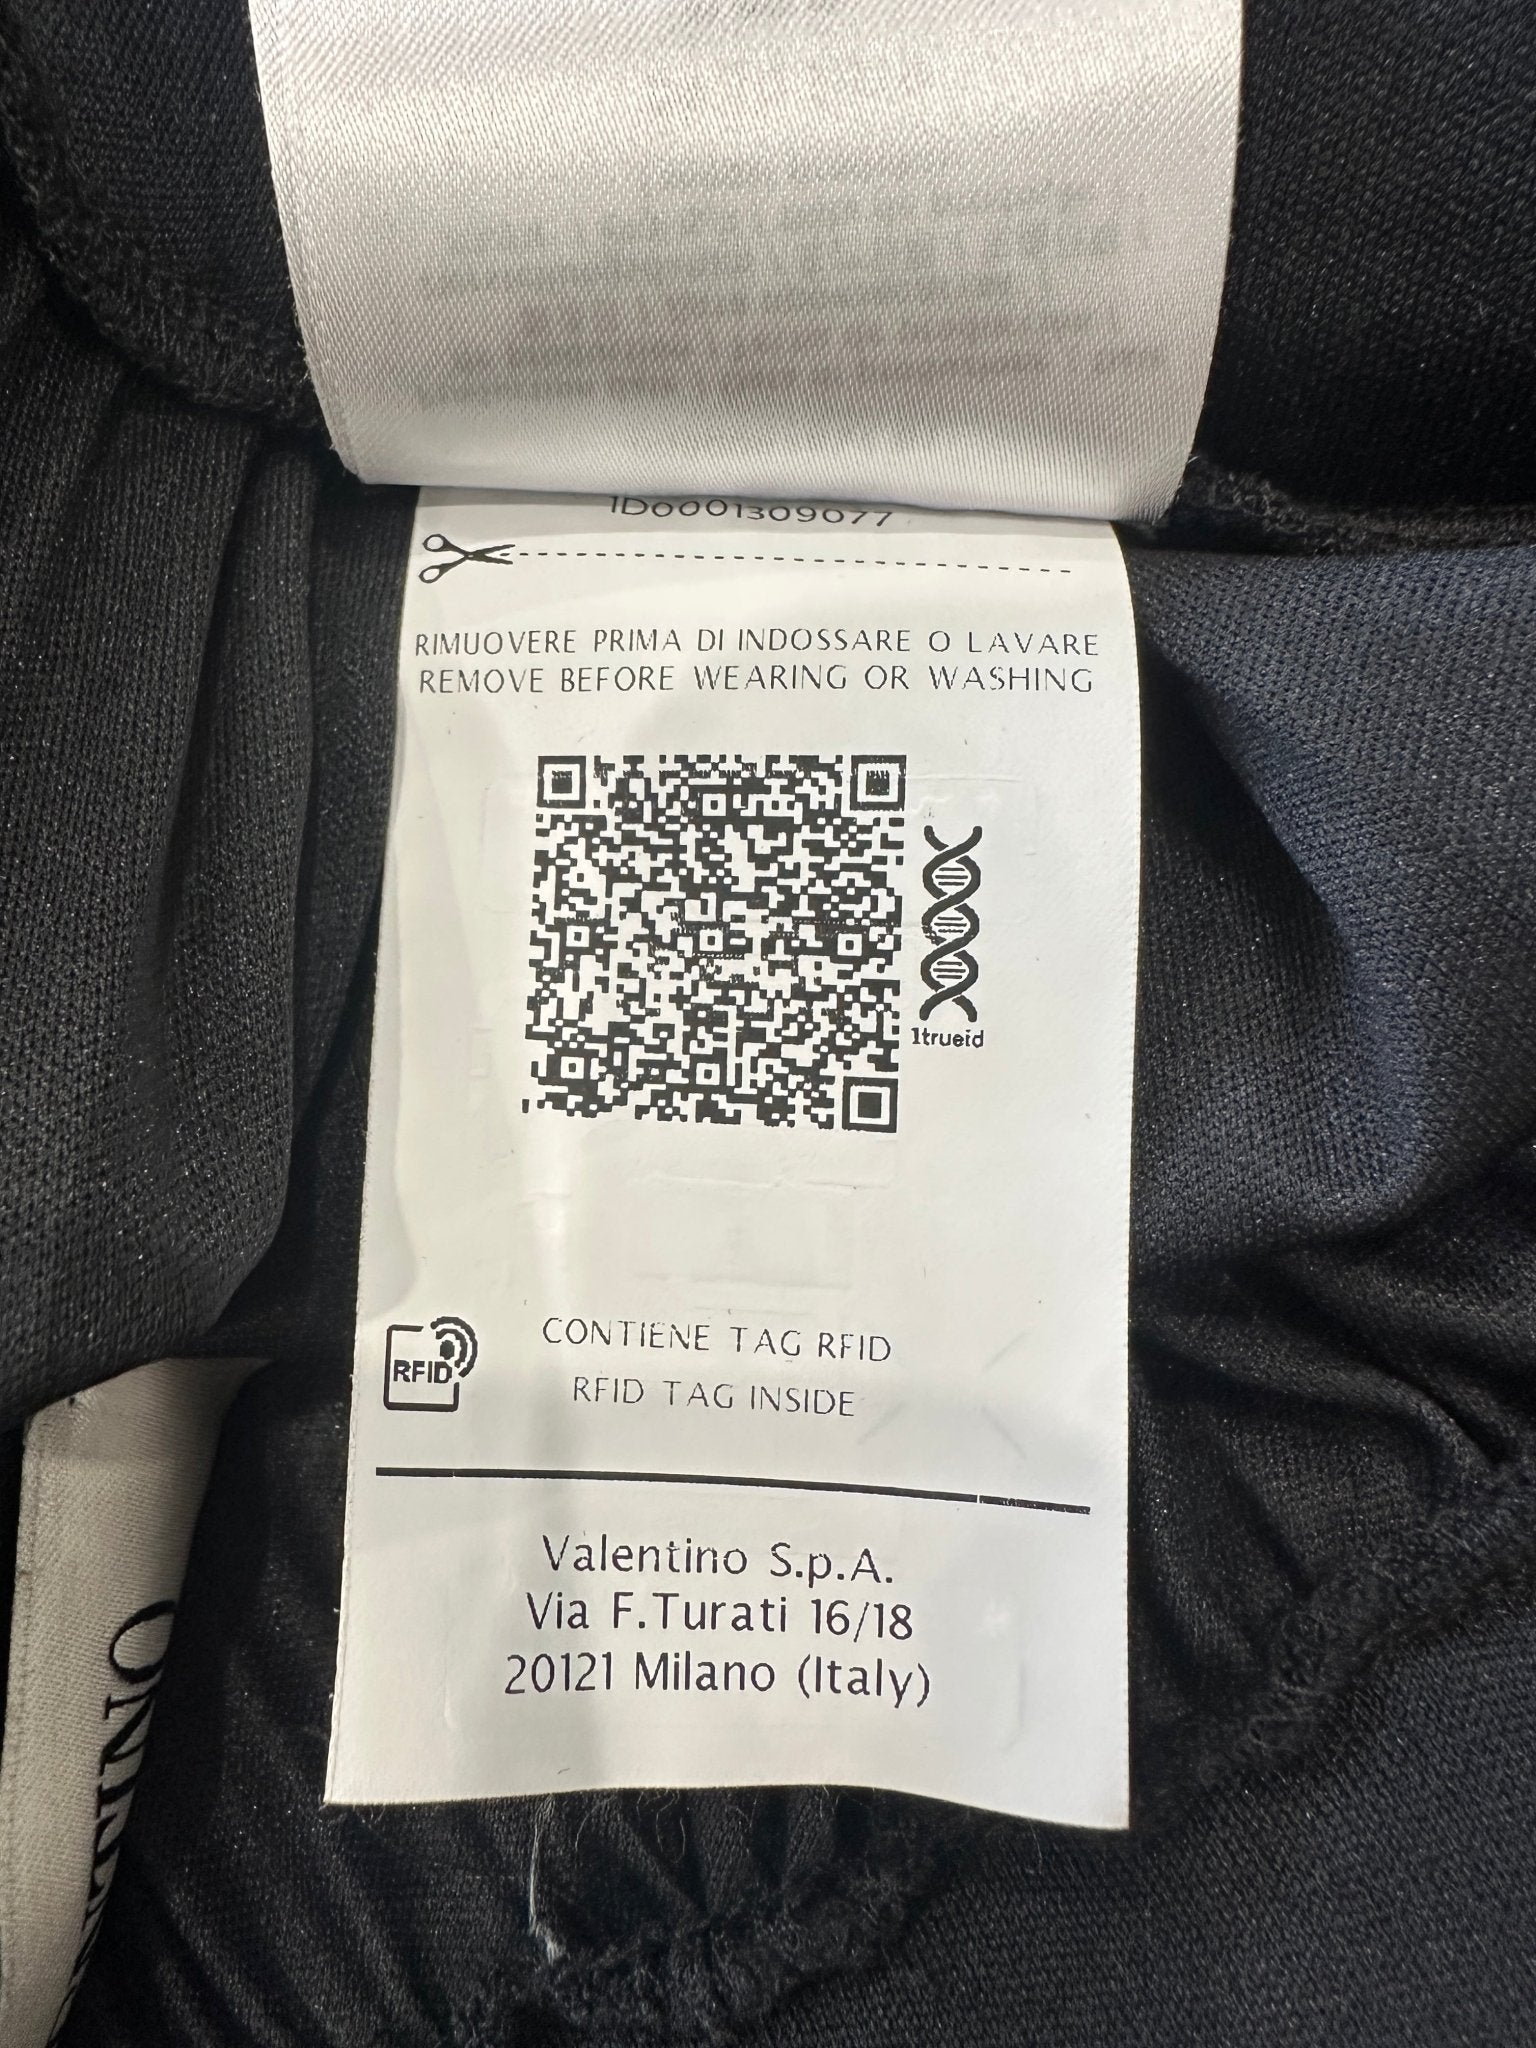 1D0001309077
RIMUOVERE PRIMA DI INDOSSARE O LAVARE
REMOVE BEFORE WEARING OR WASHING
1trueid
RFID
CONTIENE TAG RFID
RFID TAG INSIDE
Valentino S.p.A.
Via F.Turati 16/18
20121 Milano (Italy)